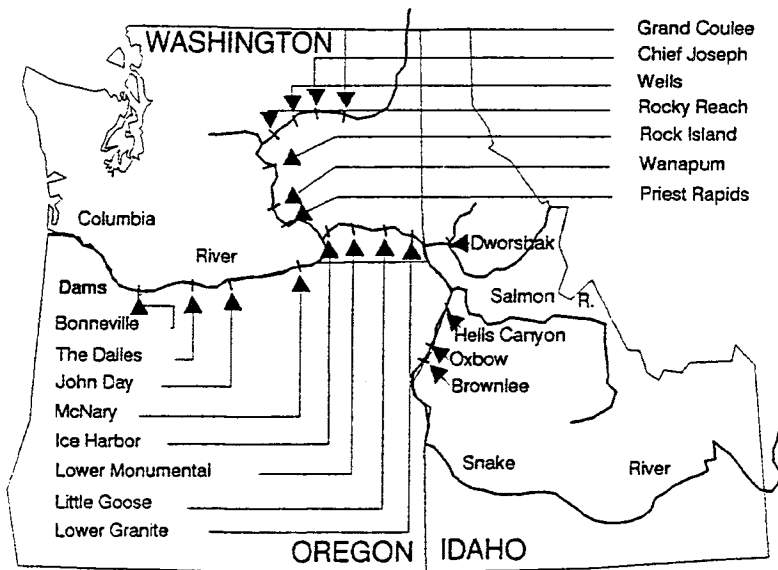 WASHINGTON
Grand Coulee
Chief Joseph
Wells
Rocky Reach
Rock Island
Wanapum
Priest Rapids
Columbia
River
Dworshak
Dams
Salmon R.
Bonneville
Hells Canyon
The Dalles
Oxbow
John Day
Brownlee
McNary
Ice Harbor
Lower Monumental
Snake River
Little Goose
Lower Granite
OREGON
IDAHO